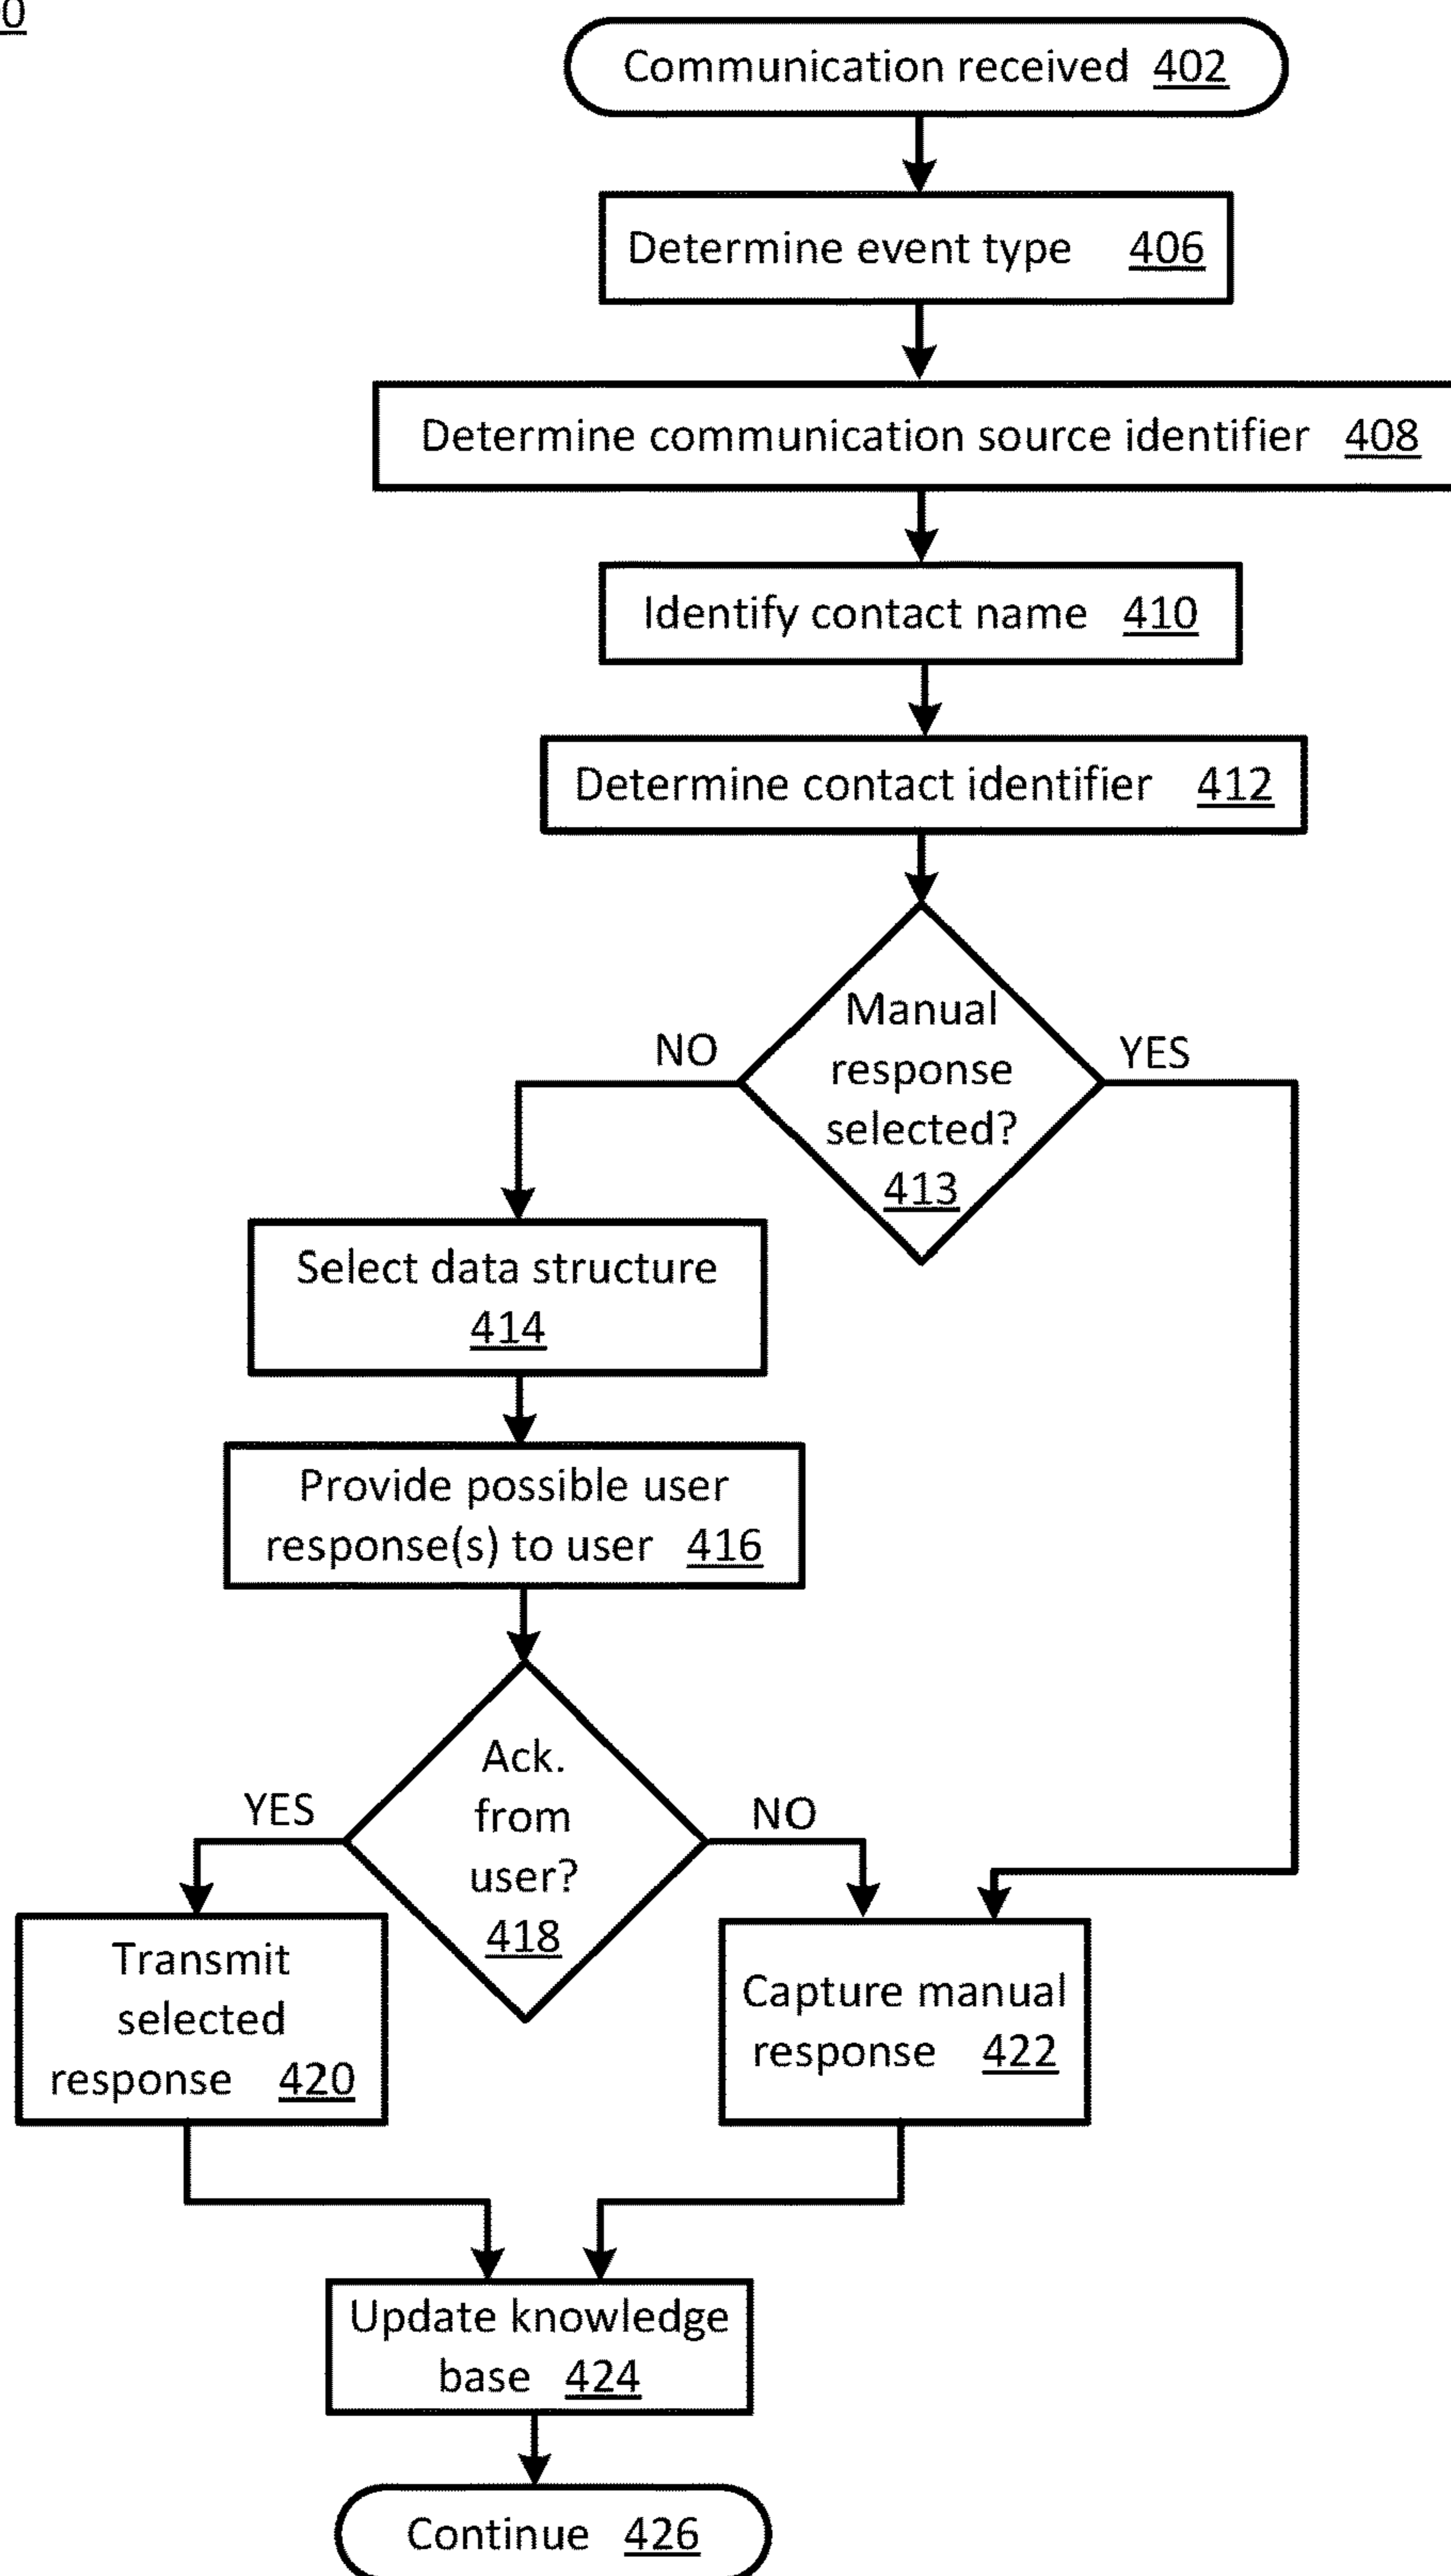 0
Communication received 402
Determine event type 406
Determine communication source identifier 408
Identify contact name 410
Determine contact identifier 412
Manual
response
selected?
413
NO
YES
Select data structure
414
Provide possible user
response(s) to user 416
Ack.
from
user?
418
YES
NO
Transmit
selected
response 420
Capture manual
response 422
Update knowledge
base 424
Continue 426